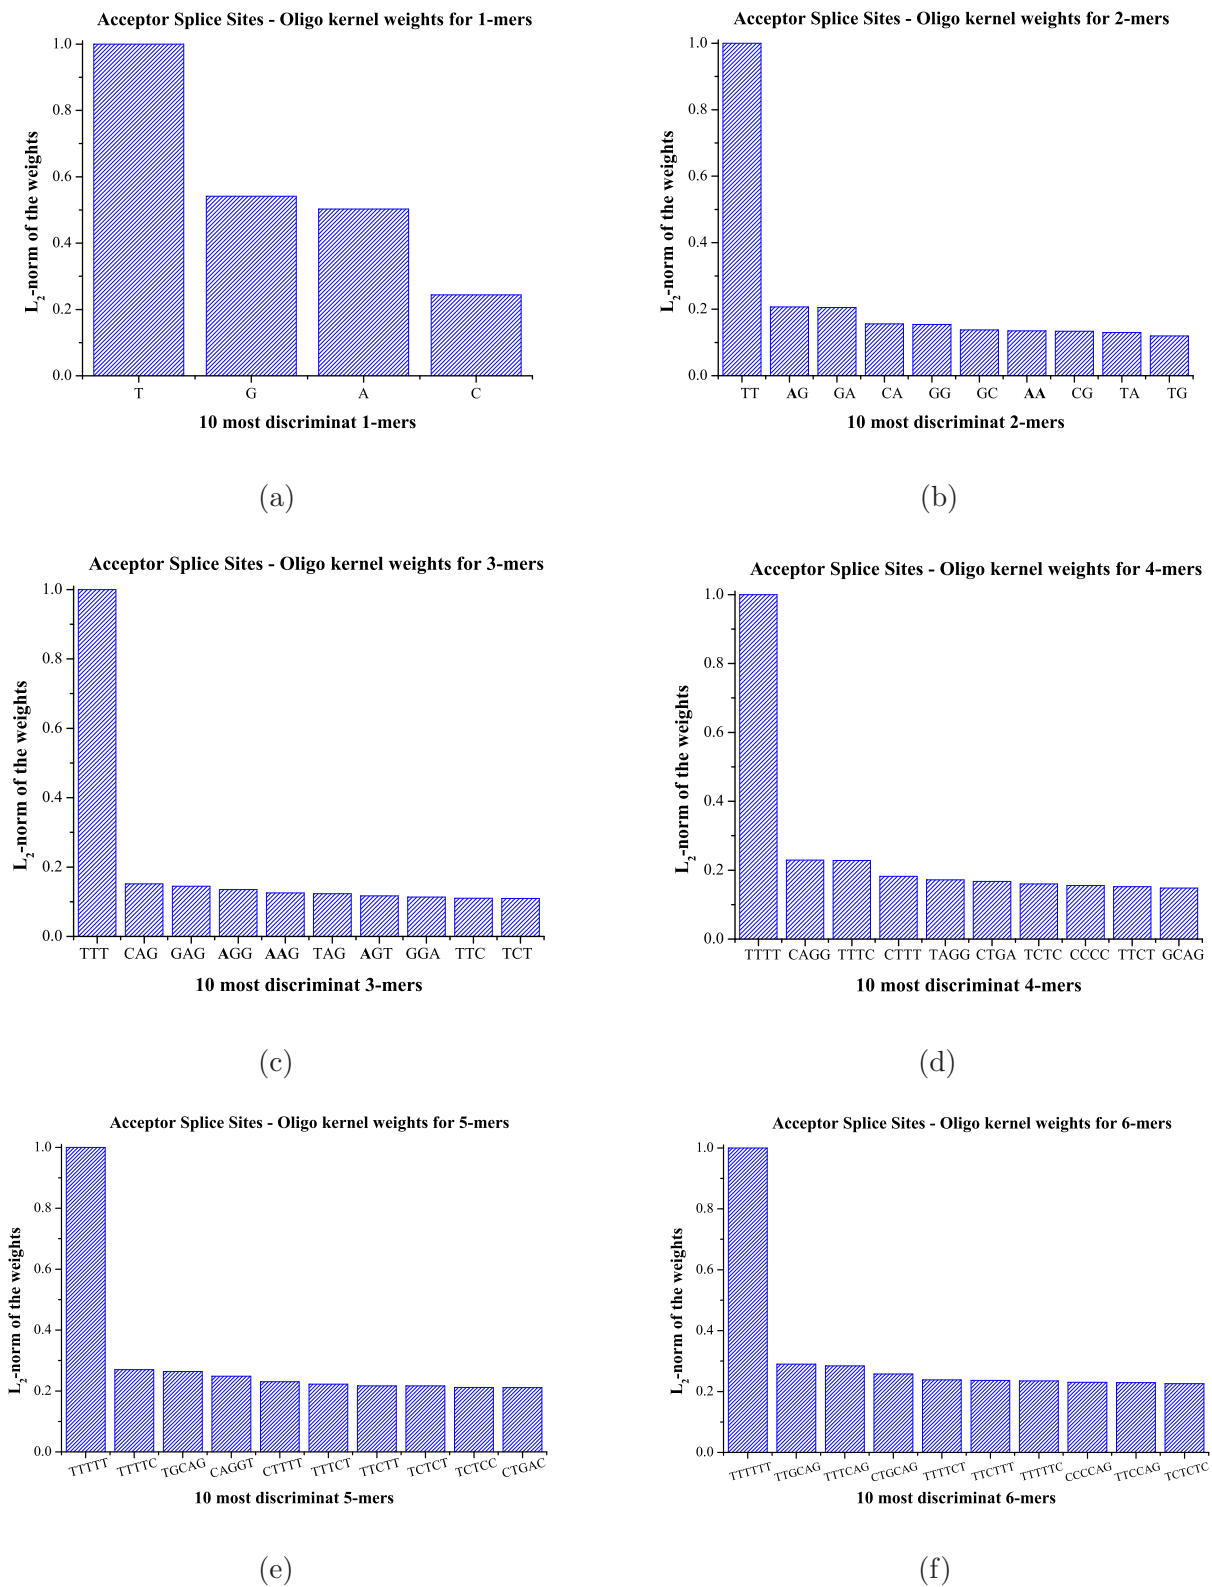 Acceptor Splice Sites - Oligo kernel weights for 1-mers
L2-norm of the weights
1.0
0.8
0.6
0.4
0.2
0.0
T G A C
10 most discriminat 1-mers
(a)
Acceptor Splice Sites - Oligo kernel weights for 2-mers
L2-norm of the weights
1.0
0.8
0.6
0.4
0.2
0.0
TT AG GA CA GG GC AA CG TA TG
10 most discriminat 2-mers
(b)
Acceptor Splice Sites - Oligo kernel weights for 3-mers
L2-norm of the weights
1.0
0.8
0.6
0.4
0.2
0.0
TTT CAG GAG AGG AAG TAG AGT GGA TTC TCT
10 most discriminat 3-mers
(c)
Acceptor Splice Sites - Oligo kernel weights for 4-mers
L2-norm of the weights
1.0
0.8
0.6
0.4
0.2
0.0
TTTT CAGG TTTC CTTT TAGG CTGA TCTC CCCC TTCT GCAG
10 most discriminat 4-mers
(d)
Acceptor Splice Sites - Oligo kernel weights for 5-mers
L2-norm of the weights
1.0
0.8
0.6
0.4
0.2
0.0
TTTTT TTTTC TGCAG CAGGT CTTTT TTTCT TTCTT TCTCT TCTCC CTGAC
10 most discriminat 5-mers
(e)
Acceptor Splice Sites - Oligo kernel weights for 6-mers
L2-norm of the weights
1.0
0.8
0.6
0.4
0.2
0.0
TTTTTT TTGCAG TTTCAG CTGCAG TTTTCT TTCTTT TTTTTC CCCCAG TTCCAG TCTCTC
10 most discriminat 6-mers
(f)